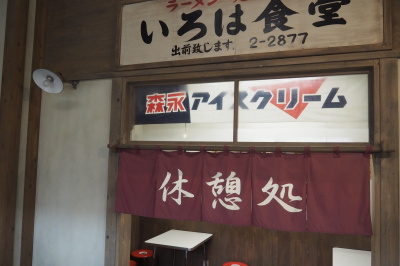 ラーメン
いろは食堂
出前致します。 2-2877
森永アイスクリーム
休憩処